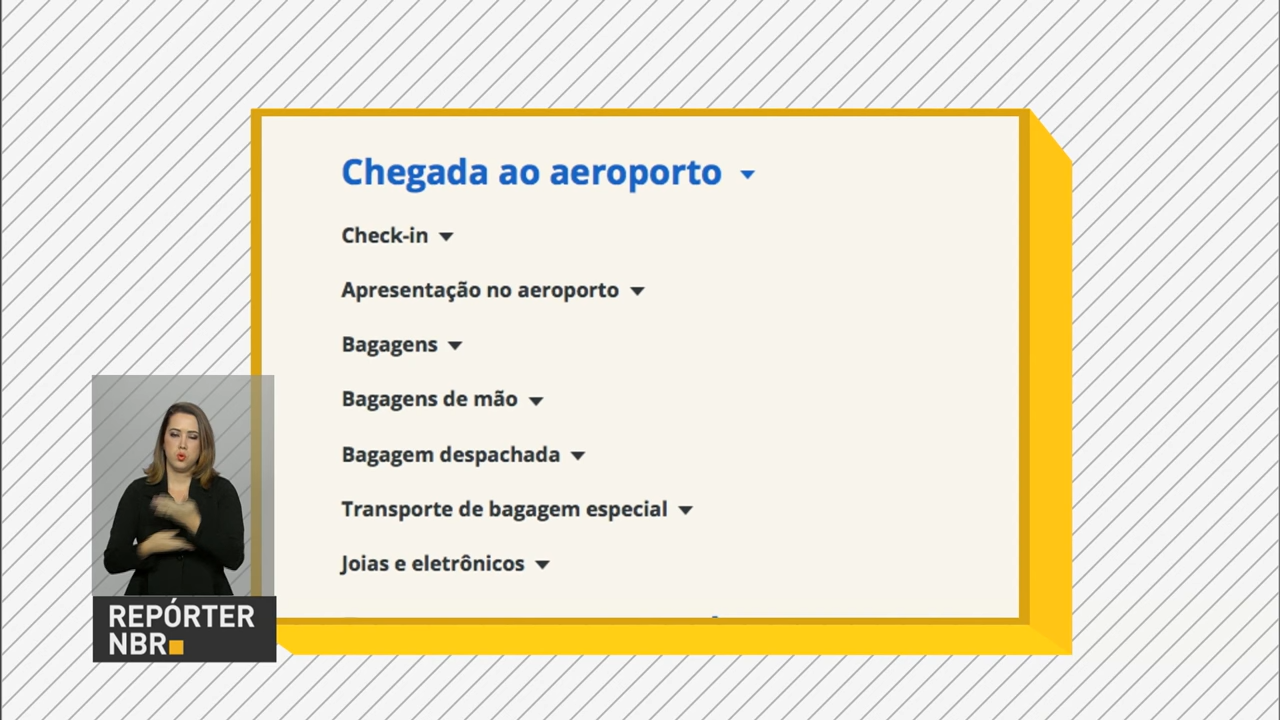 Chegada ao aeroporto
Check-in
Apresentação no aeroporto
Bagagens
Bagagens de mão
Bagagem despachada
Transporte de bagagem especial
Joias e eletrônicos
REPÓRTER
NBR